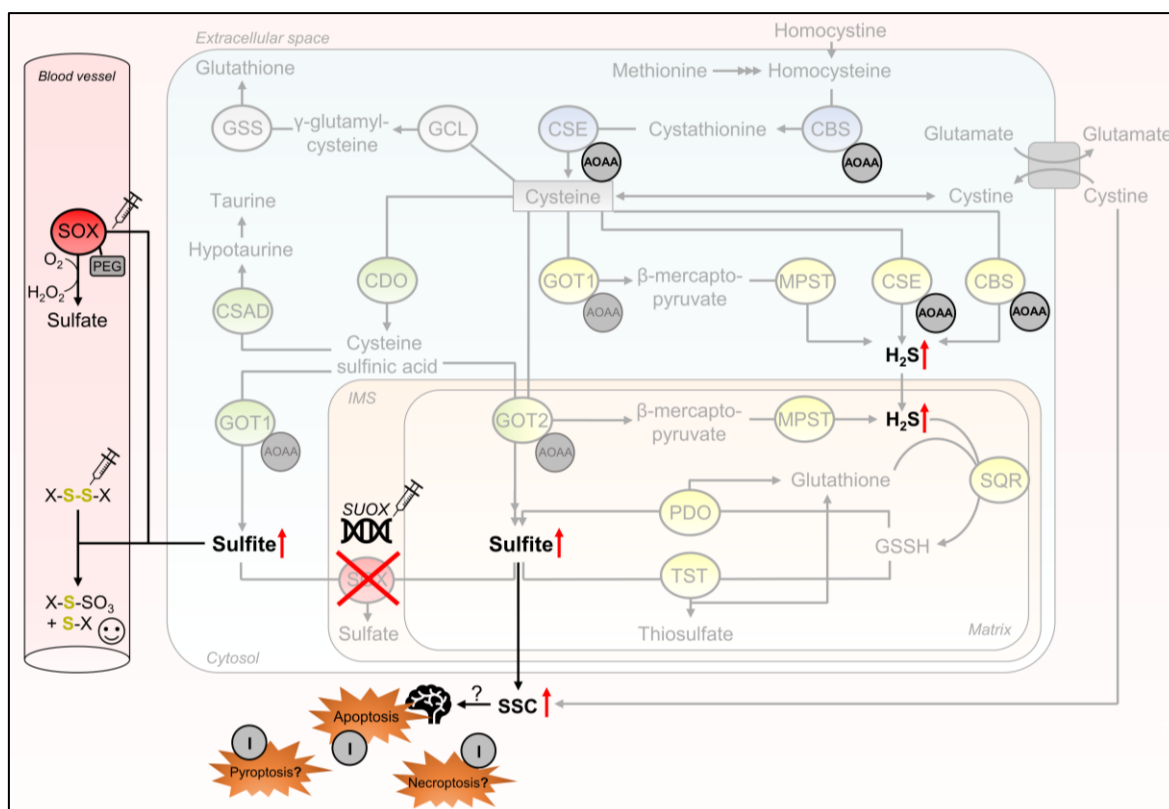 Extracellular space
Homocystine
Blood vessel
Glutathione
Methionine
Homocysteine
GSS
γ-glutamyl-
cysteine
GCL
CSE
Cystathionine
CBS
Glutamate
Glutamate
AOAA
AOAA
Taurine
Cysteine
Cystine
Cystine
SOX
PEG
Hypotaurine
O₂
H₂O₂
Sulfate
CSAD
CDO
GOT1
β-mercapto-
pyruvate
MPST
CSE
CBS
AOAA
AOAA
AOAA
Cysteine
sulfinic acid
H₂S
IMS
GOT1
AOAA
GOT2
AOAA
β-mercapto-
pyruvate
MPST
H₂S
X-S-S-X
Glutathione
SQR
SUOX
PDO
Sulfite
Sulfite
GSSH
SOX
TST
X-S-SO₃
+ S-X
Sulfate
Thiosulfate
Matrix
Cytosol
?
SSC
Apoptosis
I
I
I
Pyroptosis?
Necroptosis?